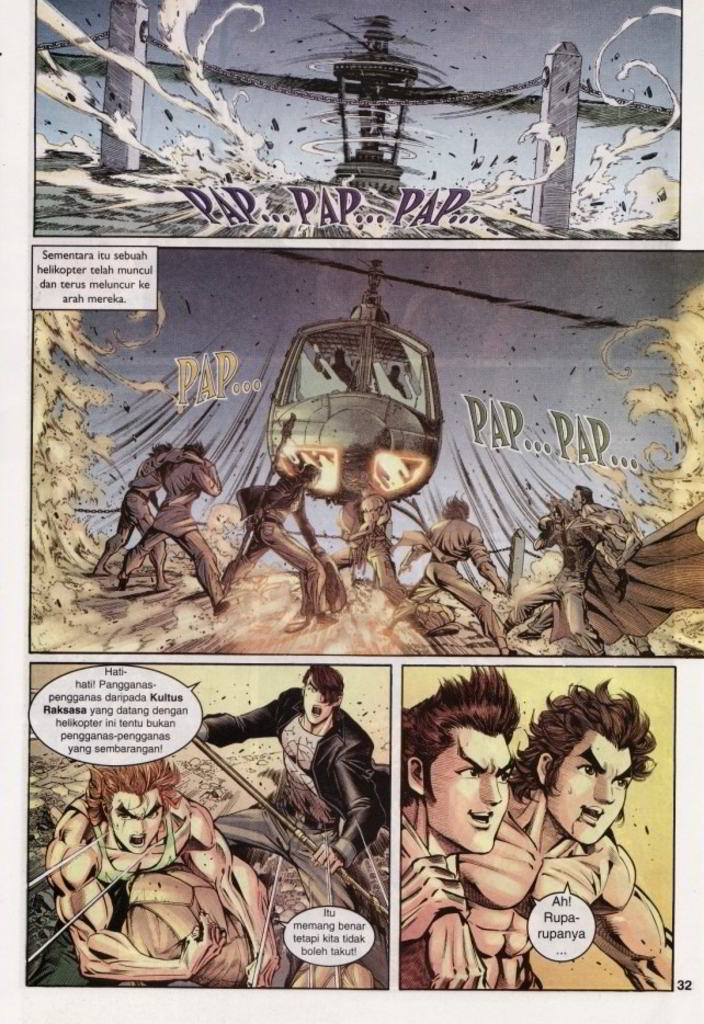 PAP... PAP... PAP...
Sementara itu sebuah
helikopter telah muncul
dan terus meluncur ke
arah mereka.
PAP...
PAP... PAP...
Hati-
hati! Pangganas-
pengganas daripada Kultus
Raksasa yang datang dengan
helikopter ini tentu bukan
pengganas-pengganas
yang sembarangan!
Itu
memang benar
tetapi kita tidak
boleh takut!
Ah!
Rupa-
rupanya
...
32